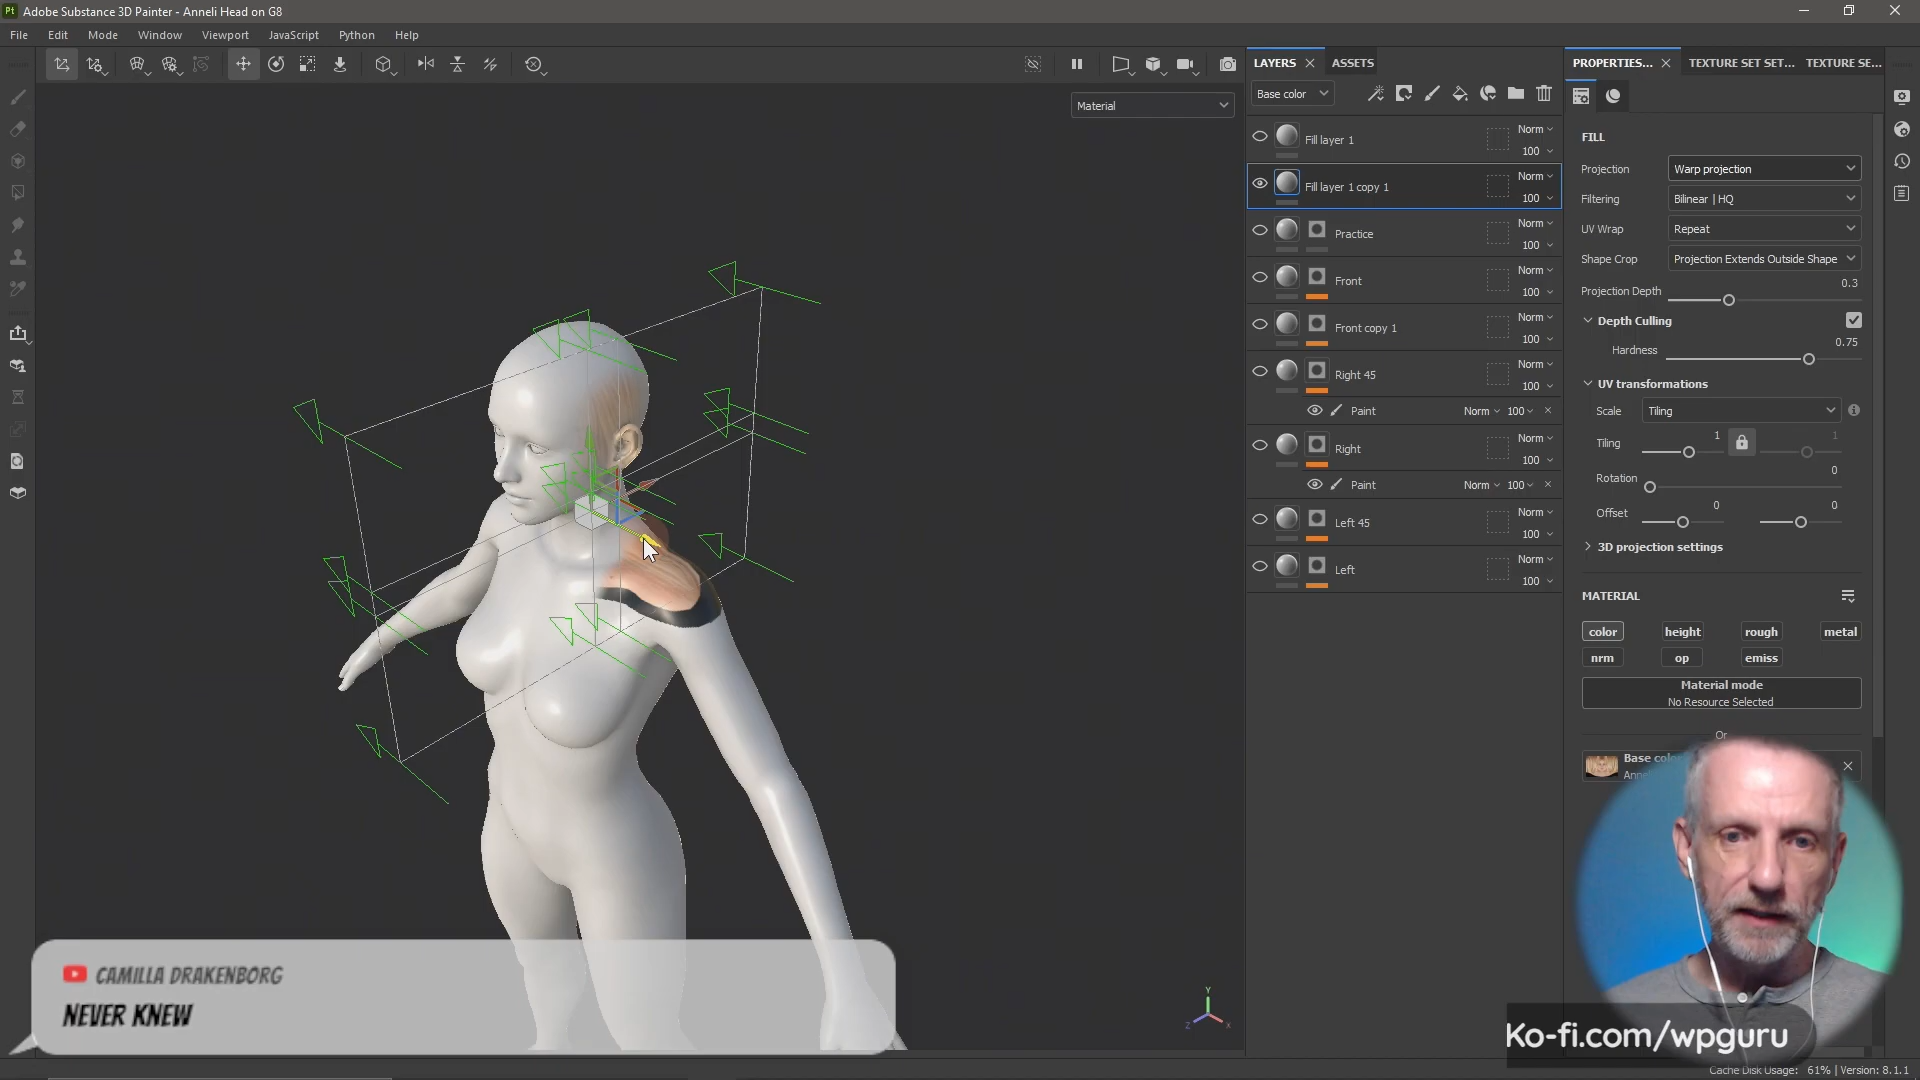 Pt Adobe Substance 3D Painter - Anneli Head on G8
File Edit Mode Window Viewport JavaScript Python Help
Material
LAYERS ASSETS
Base color
Fill layer 1 Norm 100
Fill layer 1 copy 1 Norm 100
Practice Norm 100
Front Norm 100
Front copy 1 Norm 100
Right 45 Norm 100
Paint Norm 100
Right Norm 100
Paint Norm 100
Left 45 Norm 100
Left Norm 100
PROPERTIES... TEXTURE SET SET... TEXTURE SE...
FILL
Projection Warp projection
Filtering Bilinear | HQ
UV Wrap Repeat
Shape Crop Projection Extends Outside Shape
Projection Depth 0.3
Depth Culling
Hardness 0.75
UV transformations
Scale Tiling
Tiling 1 1
Rotation 0
Offset 0 0
3D projection settings
MATERIAL
color height rough metal
nrm op emiss
Material mode
No Resource Selected
Or
Base colo
Anne
Y
Z X
CAMILLA DRAKENBORG
NEVER KNEW
Ko-fi.com/wpguru
Cache Disk Usage: 61% | Version: 8.1.1